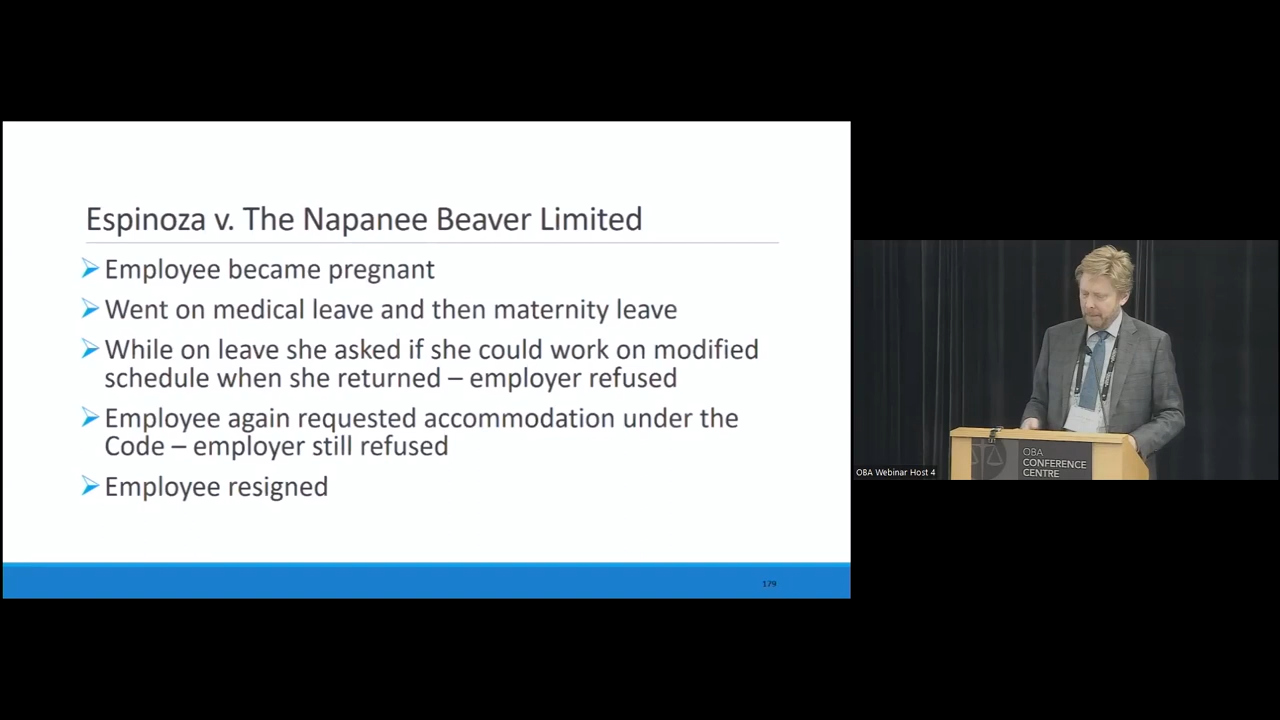 Espinoza v. The Napanee Beaver Limited
Employee became pregnant
Went on medical leave and then maternity leave
While on leave she asked if she could work on modified
schedule when she returned – employer refused
Employee again requested accommodation under the
Code – employer still refused
Employee resigned
179
OBA Webinar Host 4
OBA
CONFERENCE
CENTRE